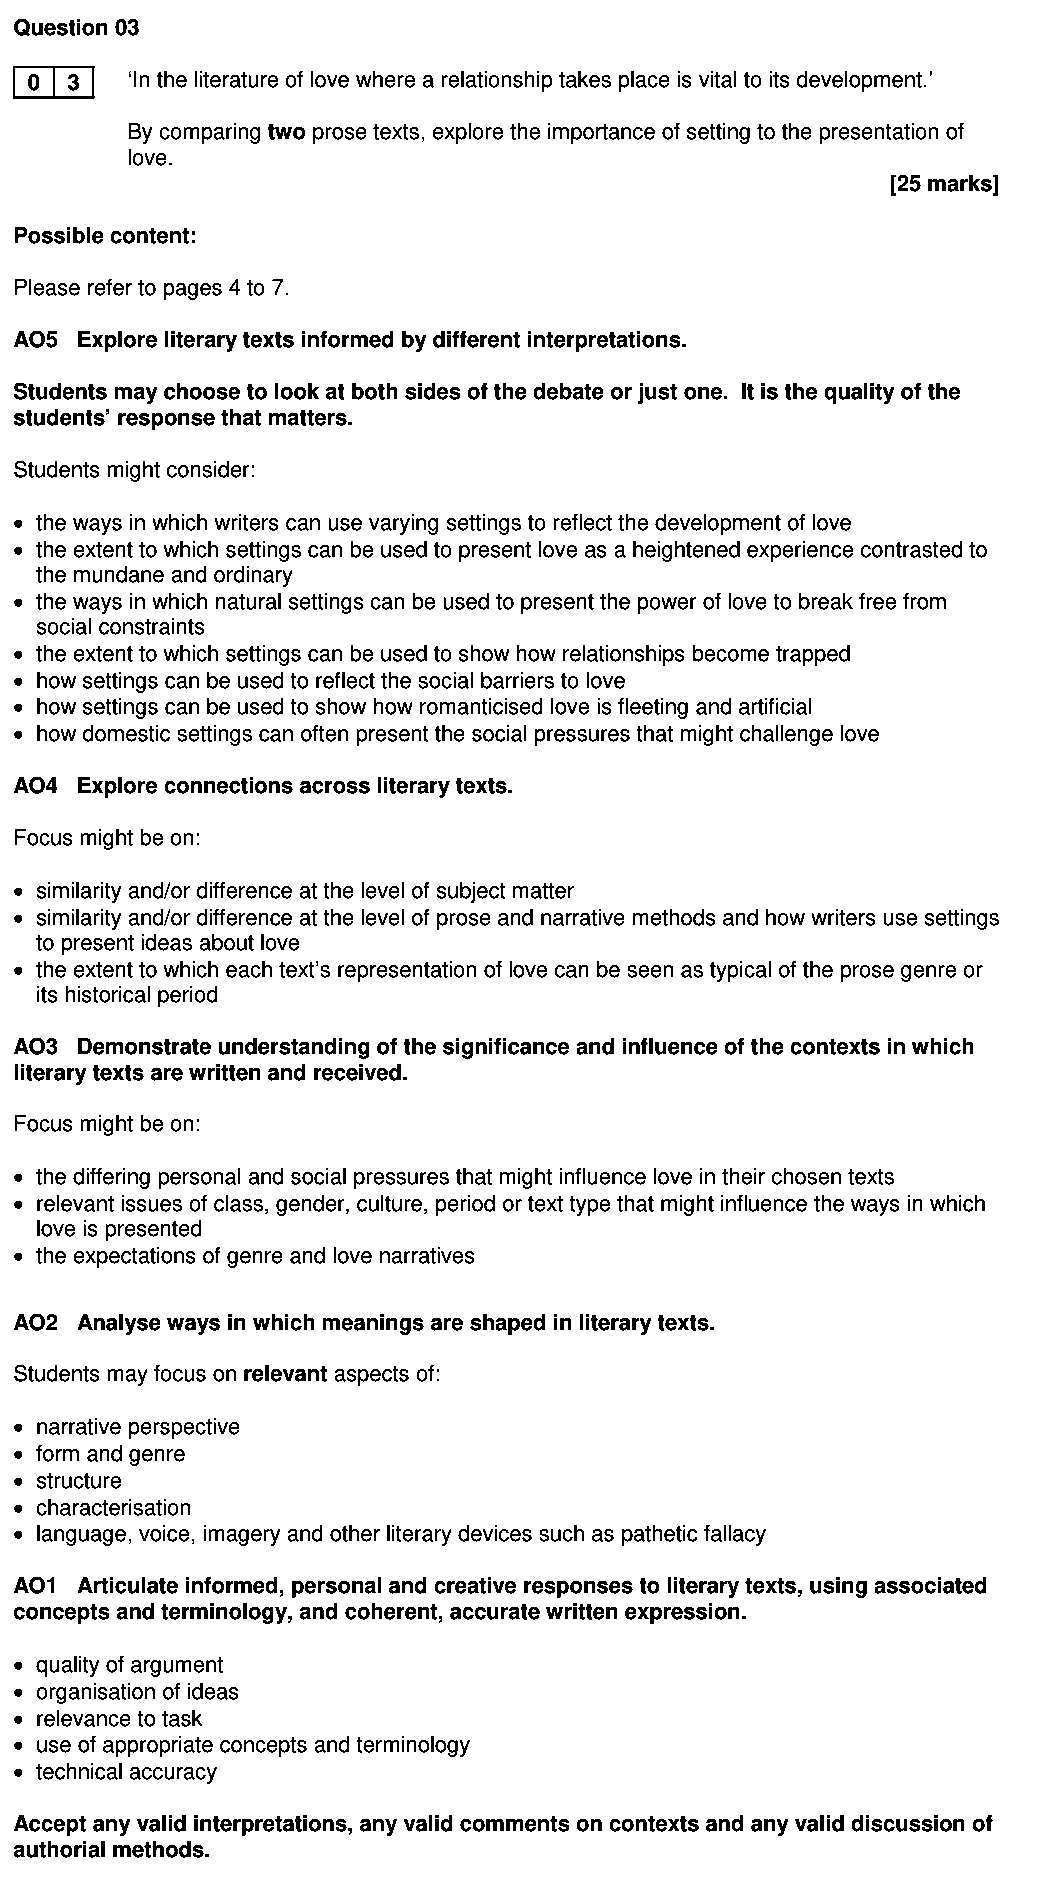 Question 03
0 3 ‘In the literature of love where a relationship takes place is vital to its development.’
By comparing two prose texts, explore the importance of setting to the presentation of
love.
[25 marks]
Possible content:
Please refer to pages 4 to 7.
AO5 Explore literary texts informed by different interpretations.
Students may choose to look at both sides of the debate or just one. It is the quality of the
students’ response that matters.
Students might consider:
• the ways in which writers can use varying settings to reflect the development of love
• the extent to which settings can be used to present love as a heightened experience contrasted to
the mundane and ordinary
• the ways in which natural settings can be used to present the power of love to break free from
social constraints
• the extent to which settings can be used to show how relationships become trapped
• how settings can be used to reflect the social barriers to love
• how settings can be used to show how romanticised love is fleeting and artificial
• how domestic settings can often present the social pressures that might challenge love
AO4 Explore connections across literary texts.
Focus might be on:
• similarity and/or difference at the level of subject matter
• similarity and/or difference at the level of prose and narrative methods and how writers use settings
to present ideas about love
• the extent to which each text’s representation of love can be seen as typical of the prose genre or
its historical period
AO3 Demonstrate understanding of the significance and influence of the contexts in which
literary texts are written and received.
Focus might be on:
• the differing personal and social pressures that might influence love in their chosen texts
• relevant issues of class, gender, culture, period or text type that might influence the ways in which
love is presented
• the expectations of genre and love narratives
AO2 Analyse ways in which meanings are shaped in literary texts.
Students may focus on relevant aspects of:
• narrative perspective
• form and genre
• structure
• characterisation
• language, voice, imagery and other literary devices such as pathetic fallacy
AO1 Articulate informed, personal and creative responses to literary texts, using associated
concepts and terminology, and coherent, accurate written expression.
• quality of argument
• organisation of ideas
• relevance to task
• use of appropriate concepts and terminology
• technical accuracy
Accept any valid interpretations, any valid comments on contexts and any valid discussion of
authorial methods.